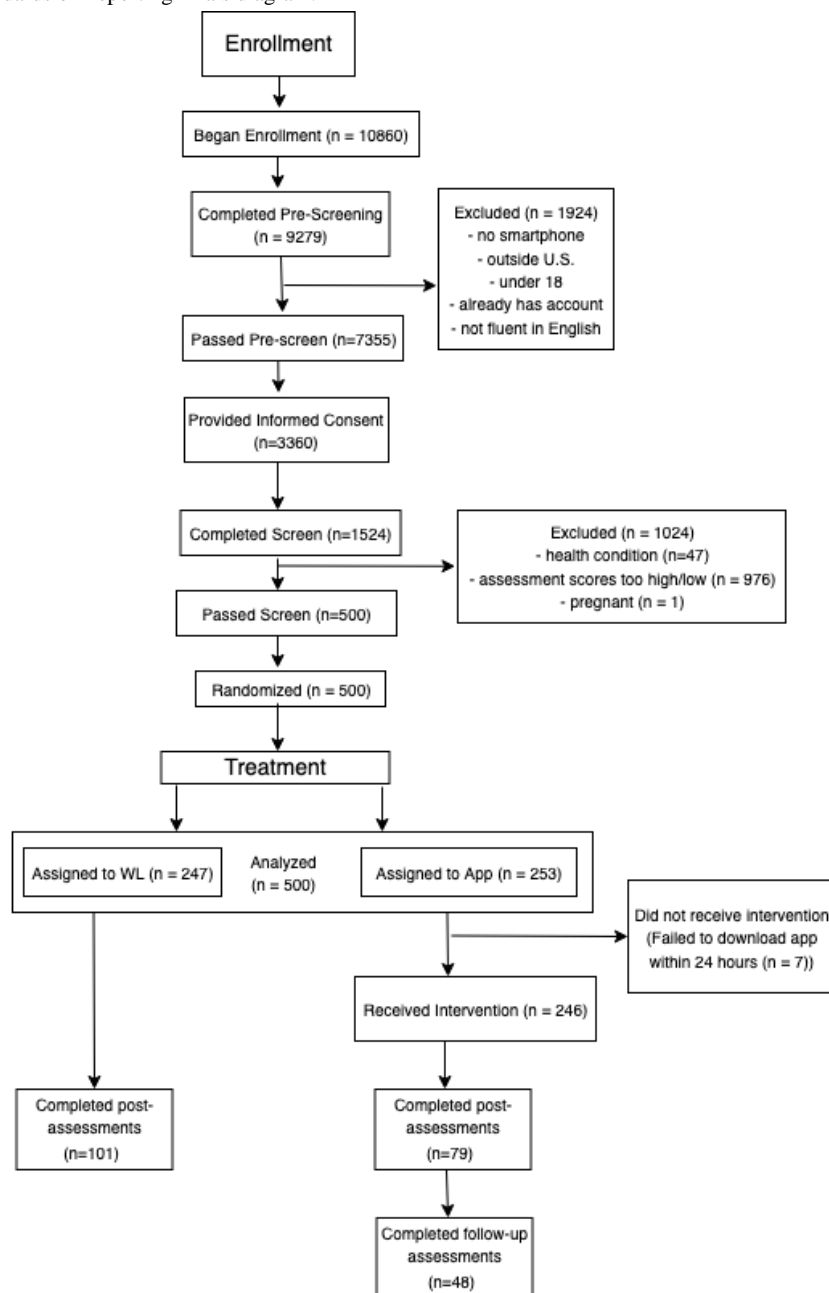 Enrollment
Began Enrollment (n = 10860)
Completed Pre-Screening
(n = 9279)
Excluded (n = 1924)
- no smartphone
- outside U.S.
- under 18
- already has account
- not fluent in English
Passed Pre-screen (n=7355)
Provided Informed Consent
(n=3360)
Completed Screen (n=1524)
Excluded (n = 1024)
- health condition (n=47)
- assessment scores too high/low (n = 976)
- pregnant (n = 1)
Passed Screen (n=500)
Randomized (n = 500)
Treatment
Assigned to WL (n = 247)
Analyzed
(n = 500)
Assigned to App (n = 253)
Did not receive intervention
(Failed to download app
within 24 hours (n = 7))
Received Intervention (n = 246)
Completed post-
assessments
(n=101)
Completed post-
assessments
(n=79)
Completed follow-up
assessments
(n=48)